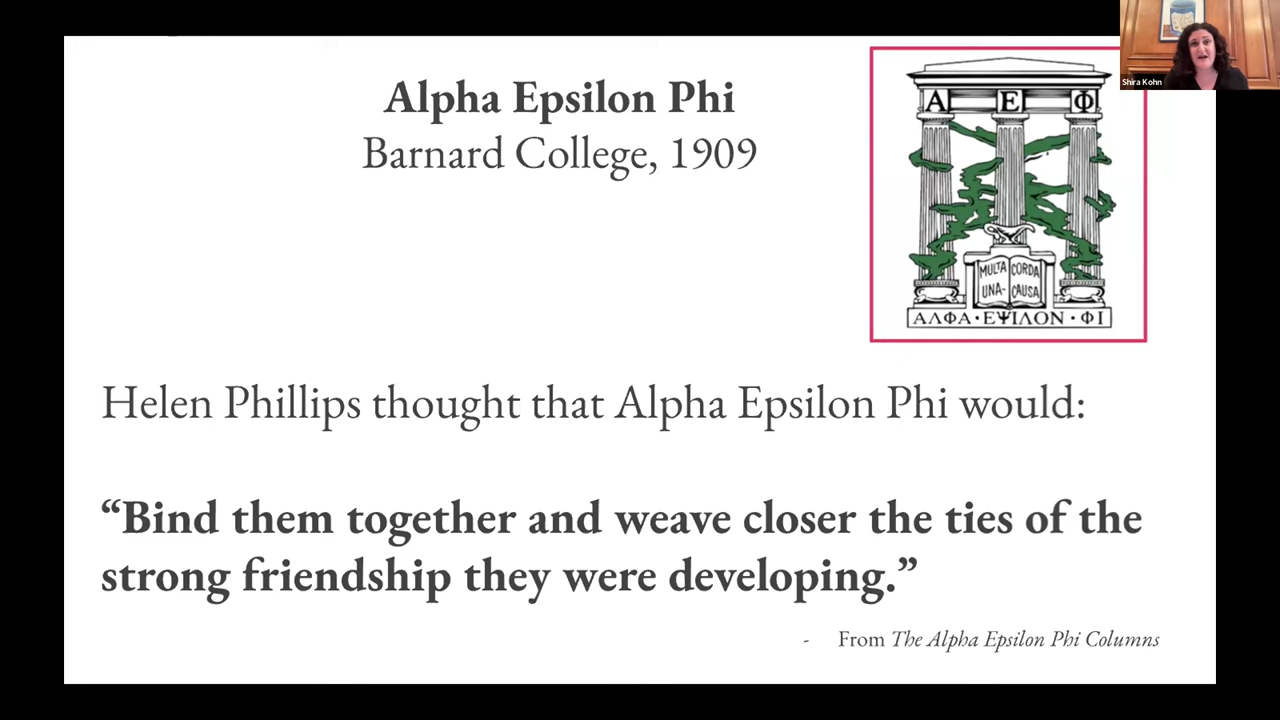 Alpha Epsilon Phi
Barnard College, 1909
Shira Kohn
Α Ε Φ
MULTA CORDA
UNA- CAUSA
ΑΛΦΑ · ΕΨΙΛΟΝ · ΦΙ
Helen Phillips thought that Alpha Epsilon Phi would:
“Bind them together and weave closer the ties of the
strong friendship they were developing.”
- From The Alpha Epsilon Phi Columns